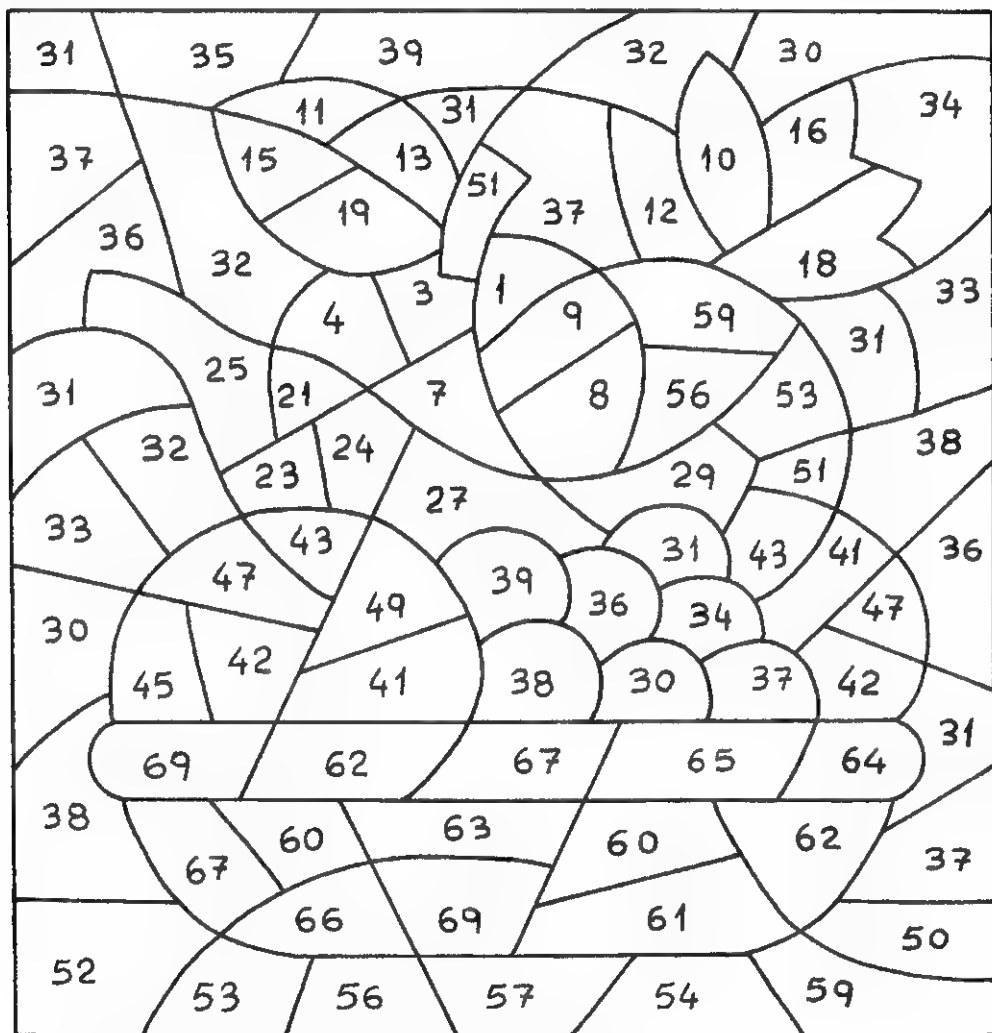 31 35 39 32 30
11 31 16 34
37 15 13 51 10
19 37 12
36 32 3 1 18 33
4 9 59 31
25 21 7 8 56 53
31
32 23 24 29 51 38
27
33 43 31 43 41 36
47 49 39 36 34 47
30 42
45 41 38 30 37 42
69 62 67 65 64 31
38 60 63 60 62
67 37
66 69 61 50
52 53 56 57 54 59